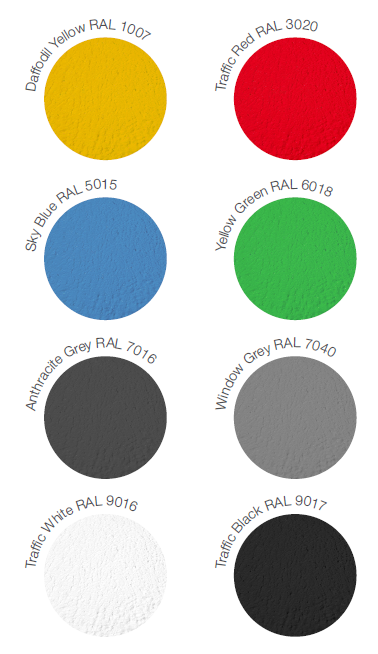 Daffodil Yellow RAL 1007
Traffic Red RAL 3020
Sky Blue RAL 5015
Yellow Green RAL 6018
Anthracite Grey RAL 7016
Window Grey RAL 7040
Traffic White RAL 9016
Traffic Black RAL 9017